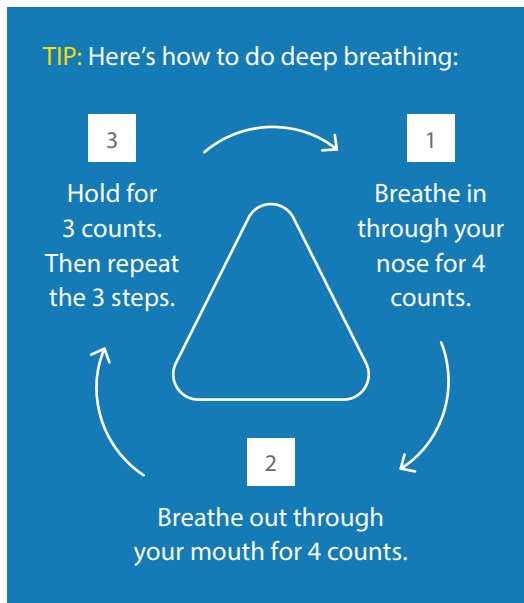 TIP: Here’s how to do deep breathing:
1
Breathe in
through your
nose for 4
counts.
2
Breathe out through
your mouth for 4 counts.
3
Hold for
3 counts.
Then repeat
the 3 steps.